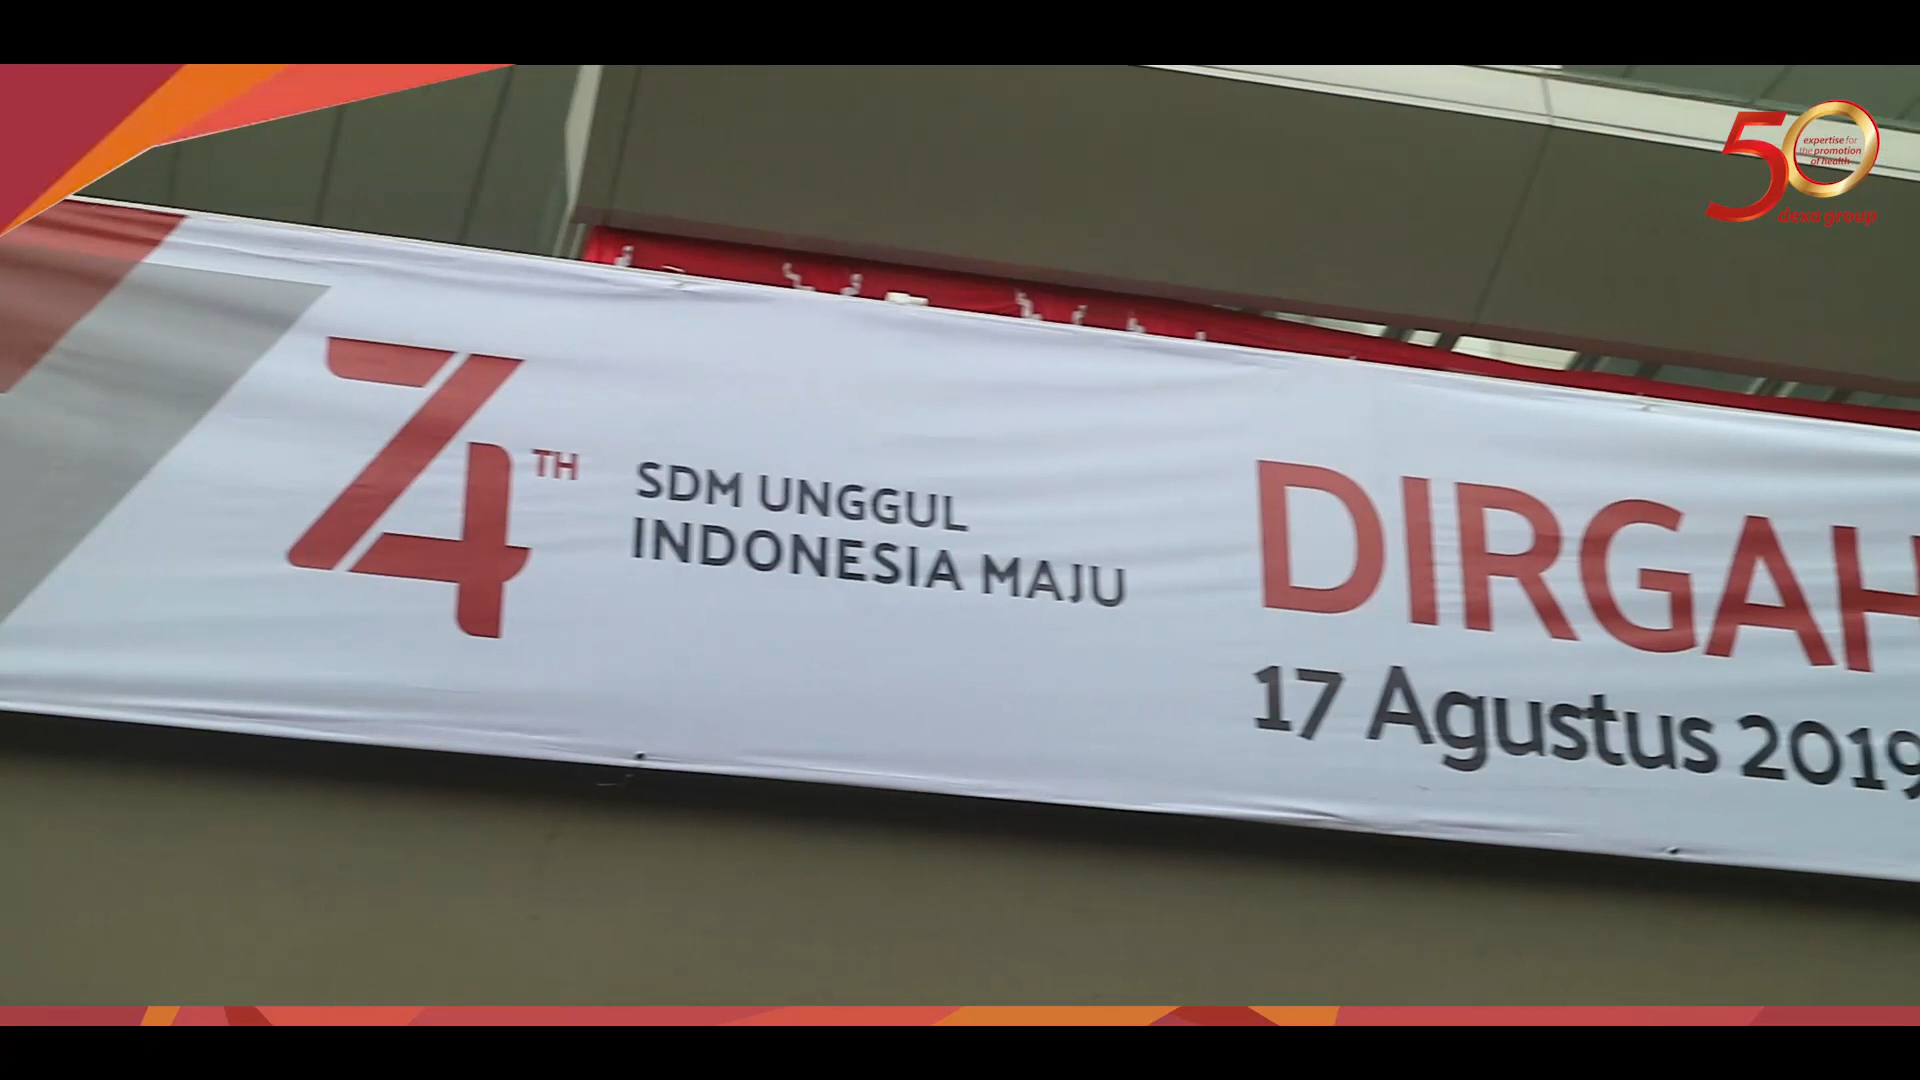 50
expertise for
the promotion
of health
dexa group
74TH
SDM UNGGUL
INDONESIA MAJU
DIRGAH
17 Agustus 2019